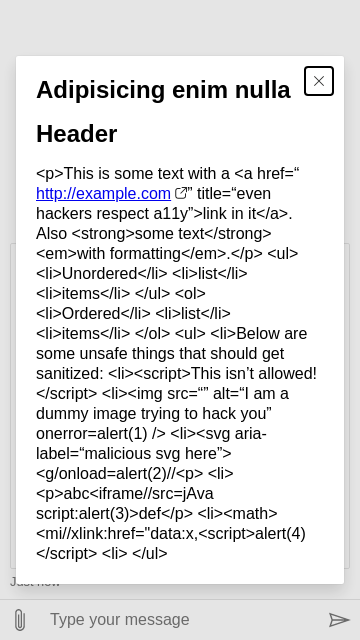 Adipisicing enim nulla
Header
<p>This is some text with a <a href=“
http://example.com ” title=“even
hackers respect a11y”>link in it</a>.
Also <strong>some text</strong>
<em>with formatting</em>.</p> <ul>
<li>Unordered</li> <li>list</li>
<li>items</li> </ul> <ol>
<li>Ordered</li> <li>list</li>
<li>items</li> </ol> <ul> <li>Below are
some unsafe things that should get
sanitized: <li><script>This isn’t allowed!
</script> <li><img src=“” alt=“I am a
dummy image trying to hack you”
onerror=alert(1) /> <li><svg aria-
label=“malicious svg here”>
<g/onload=alert(2)//<p> <li>
<p>abc<iframe//src=jAva
script:alert(3)>def</p> <li><math>
<mi//xlink:href="data:x,<script>alert(4)
</script> <li> </ul>
Just now
Type your message